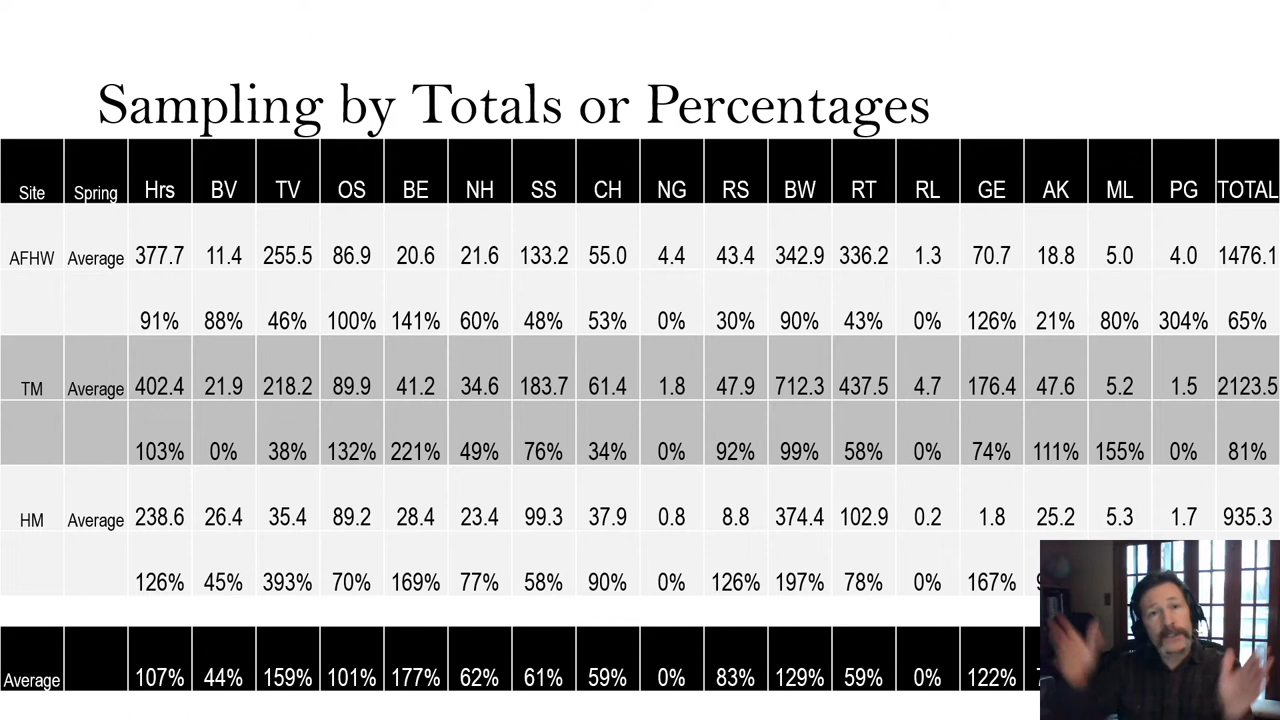 Sampling by Totals or Percentages
Site Spring Hrs BV TV OS BE NH SS CH NG RS BW RT RL GE AK ML PG TOTAL
AFHW Average 377.7 11.4 255.5 86.9 20.6 21.6 133.2 55.0 4.4 43.4 342.9 336.2 1.3 70.7 18.8 5.0 4.0 1476.1
91% 88% 46% 100% 141% 60% 48% 53% 0% 30% 90% 43% 0% 126% 21% 80% 304% 65%
TM Average 402.4 21.9 218.2 89.9 41.2 34.6 183.7 61.4 1.8 47.9 712.3 437.5 4.7 176.4 47.6 5.2 1.5 2123.5
103% 0% 38% 132% 221% 49% 76% 34% 0% 92% 99% 58% 0% 74% 111% 155% 0% 81%
HM Average 238.6 26.4 35.4 89.2 28.4 23.4 99.3 37.9 0.8 8.8 374.4 102.9 0.2 1.8 25.2 5.3 1.7 935.3
126% 45% 393% 70% 169% 77% 58% 90% 0% 126% 197% 78% 0% 167%
Average 107% 44% 159% 101% 177% 62% 61% 59% 0% 83% 129% 59% 0% 122%